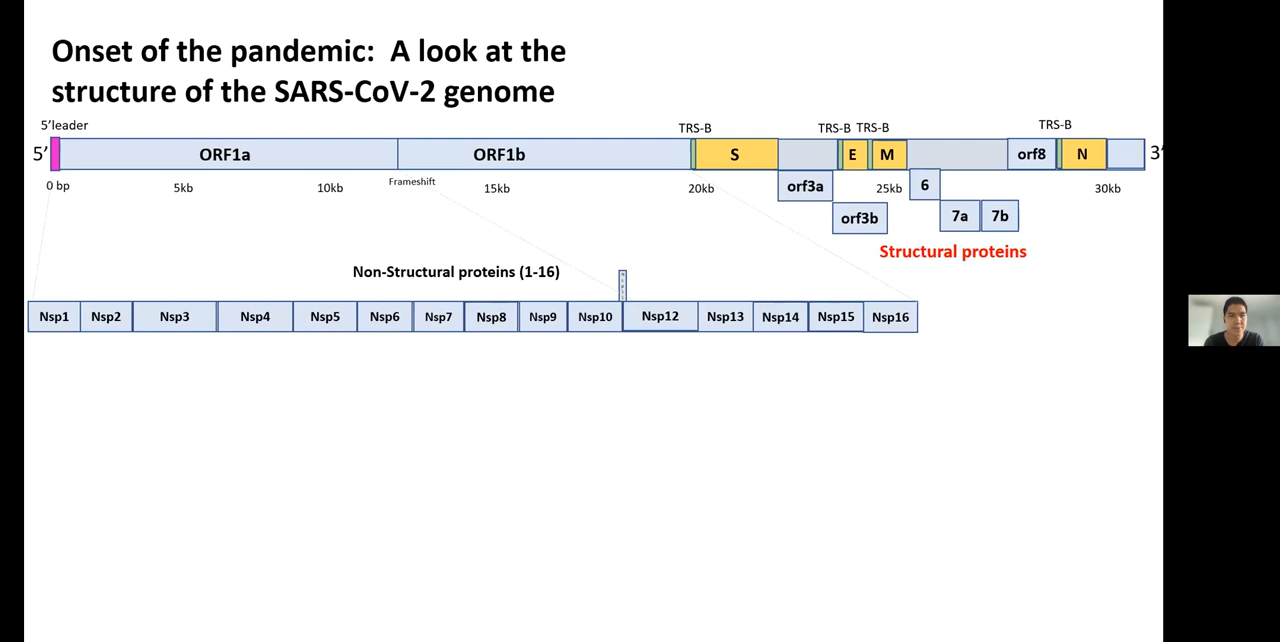 Onset of the pandemic: A look at the
structure of the SARS-CoV-2 genome
5'leader
TRS-B
TRS-B
TRS-B
TRS-B
5'
ORF1a
ORF1b
S
E
M
orf8
N
3'
0 bp
5kb
10kb
Frameshift
15kb
20kb
orf3a
25kb
6
30kb
orf3b
7a
7b
Structural proteins
Non-Structural proteins (1-16)
Nsp1
Nsp2
Nsp3
Nsp4
Nsp5
Nsp6
Nsp7
Nsp8
Nsp9
Nsp10
Nsp12
Nsp13
Nsp14
Nsp15
Nsp16